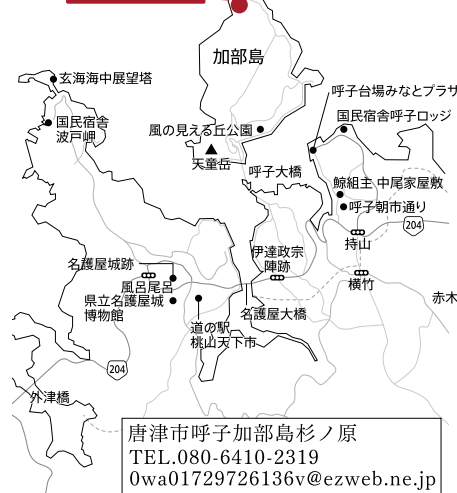 加部島
玄海海中展望塔
呼子台場みなとプラザ
国民宿舎呼子ロッジ
国民宿舎
波戸岬
風の見える丘公園
天童岳
呼子大橋
鯨組主 中尾家屋敷
呼子朝市通り
204
持山
伊達政宗
陣跡
名護屋城跡
風呂尾呂
横竹
県立名護屋城
博物館
名護屋大橋
赤木
道の駅
桃山天下市
204
外津橋
唐津市呼子加部島杉ノ原
TEL.080-6410-2319
0wa01729726136v@ezweb.ne.jp